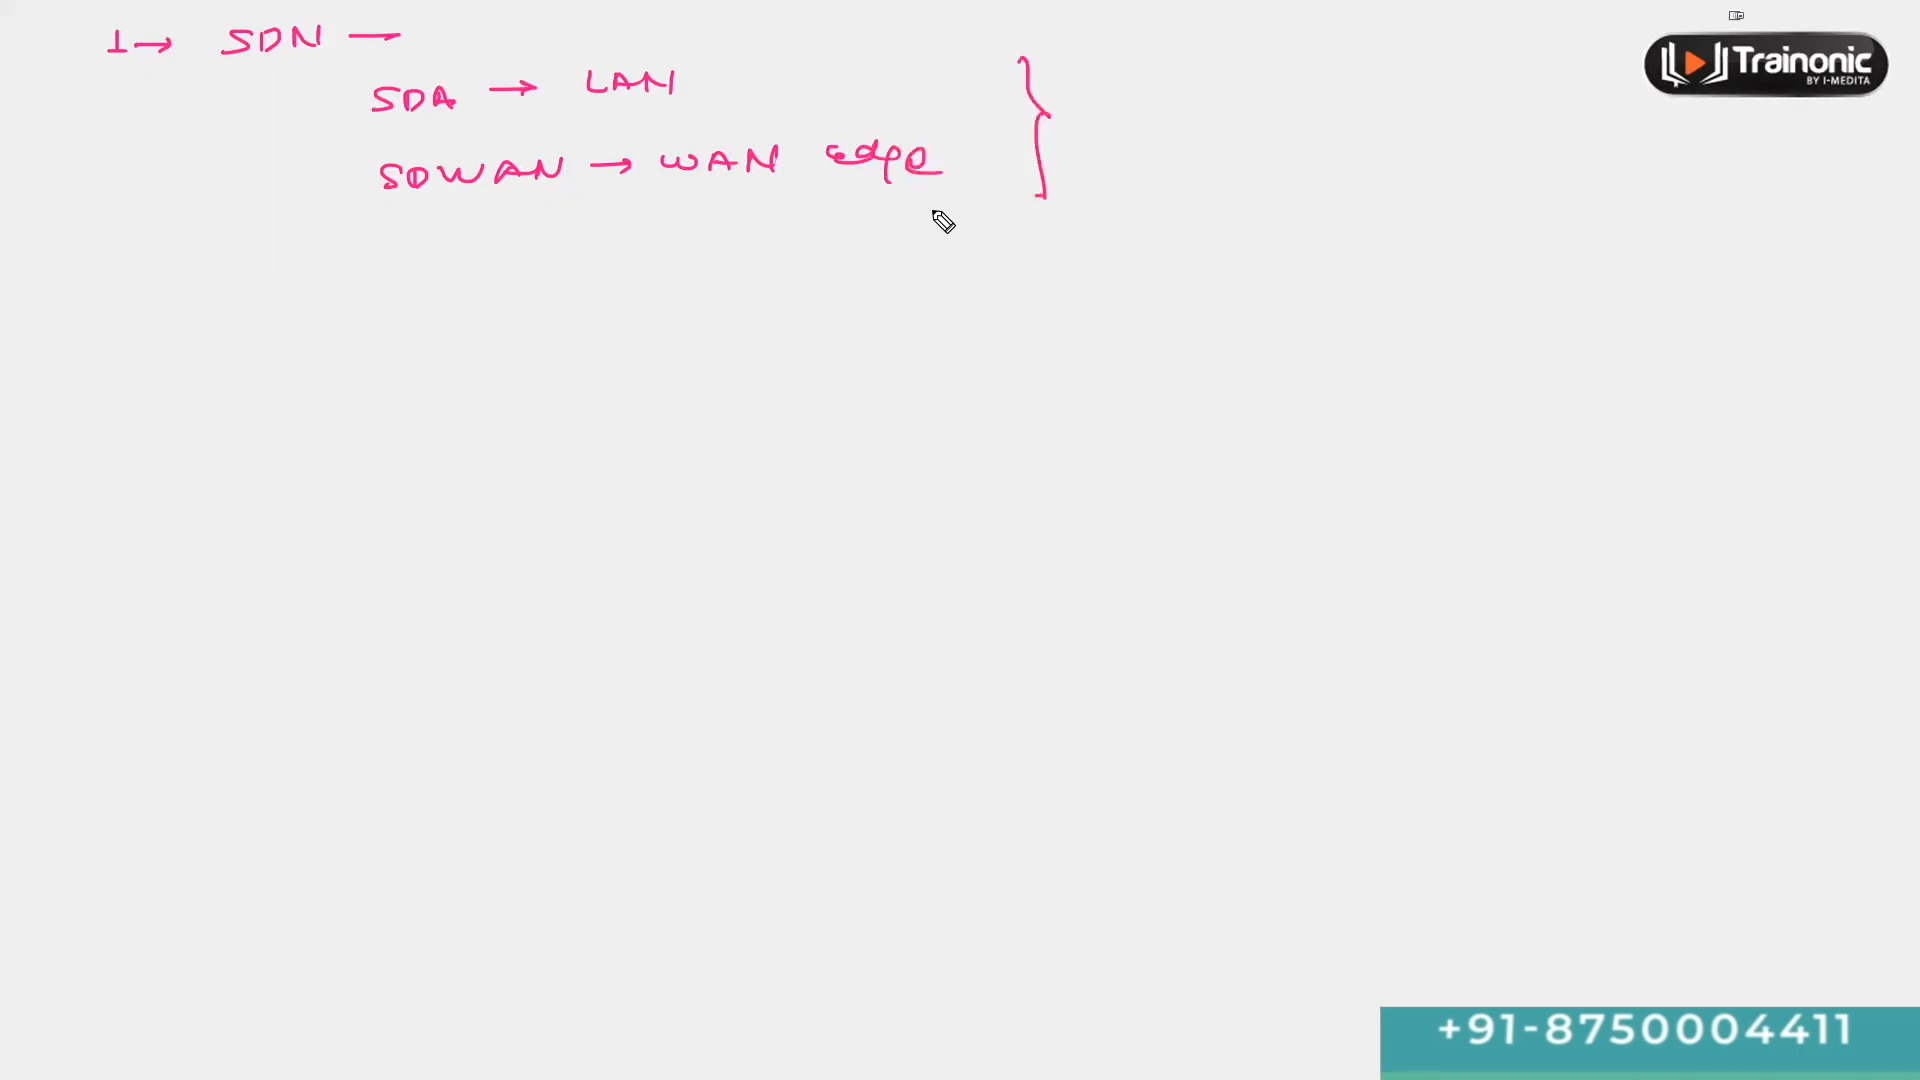 1→ SDN →
SDA → LAN
SDWAN → WAN edge
Trainonic
BY I-MEDITA
+91-8750004411